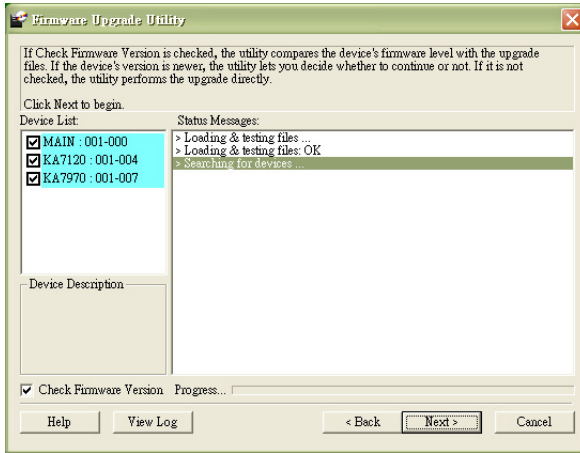 Firmware Upgrade Utility
If Check Firmware Version is checked, the utility compares the device's firmware level with the upgrade
files. If the device's version is newer, the utility lets you decide whether to continue or not. If it is not
checked, the utility performs the upgrade directly.
Click Next to begin.
Device List:
MAIN : 001-000
KA7120 : 001-004
KA7970 : 001-007
Status Messages:
> Loading & testing files ...
> Loading & testing files: OK
> Searching for devices ...
Device Description
Check Firmware Version Progress...
Help View Log < Back Next > Cancel